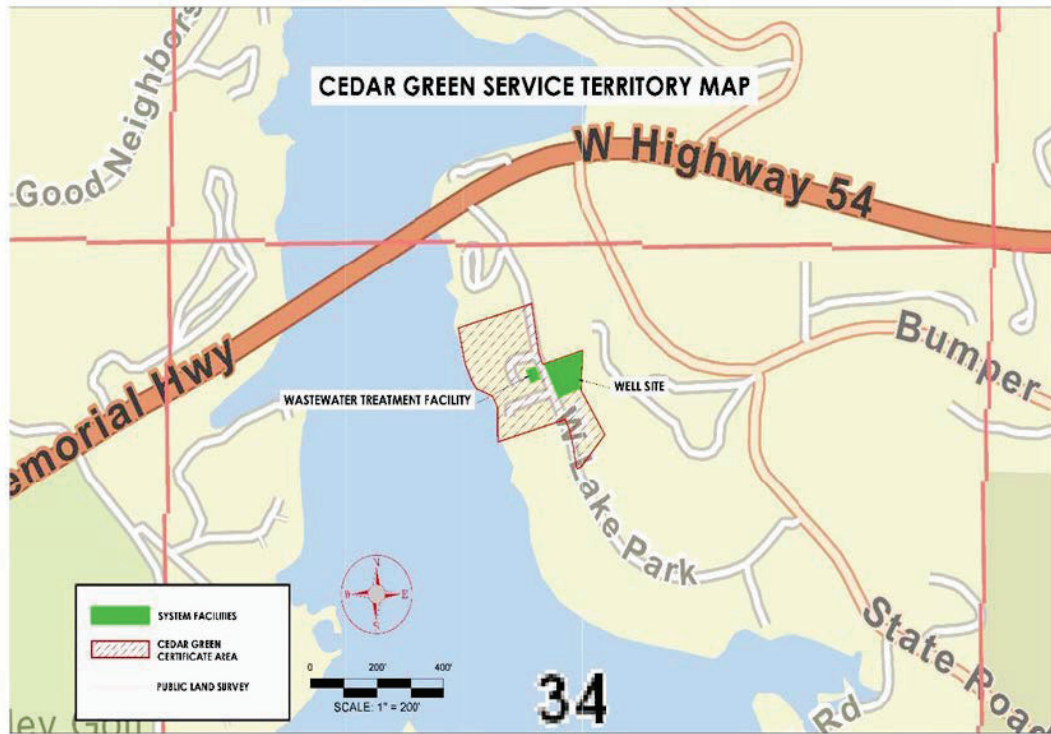 CEDAR GREEN SERVICE TERRITORY MAP
Good Neighbors
W Highway 54
emorial Hwy
Bumper
WASTEWATER TREATMENT FACILITY
WELL SITE
W Lake Park
State Road
Rd
SYSTEM FACILITIES
CEDAR GREEN
CERTIFICATE AREA
PUBLIC LAND SURVEY
N
E
S
0 200' 400'
SCALE: 1" = 200'
34